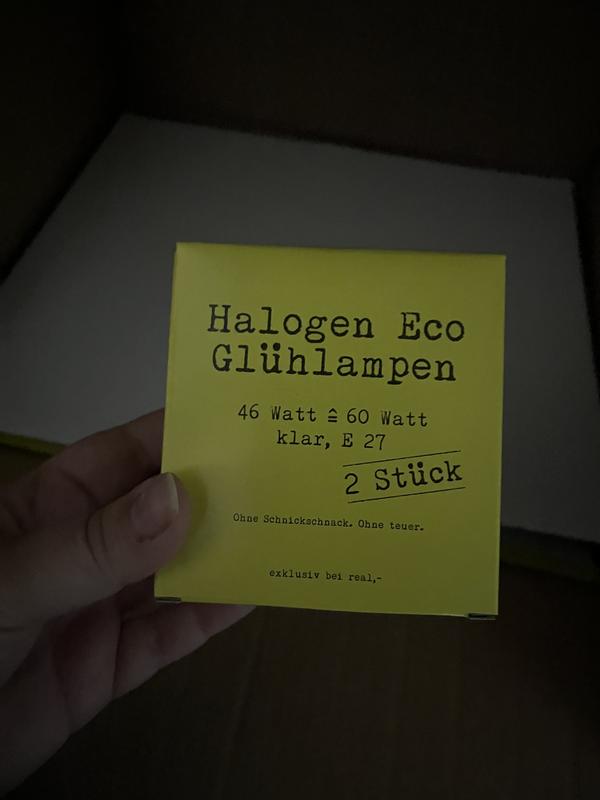 Halogen Eco
Glühlampen
46 Watt ≙ 60 Watt
klar, E 27
2 Stück
Ohne Schnickschnack. Ohne teuer.
exklusiv bei real,-